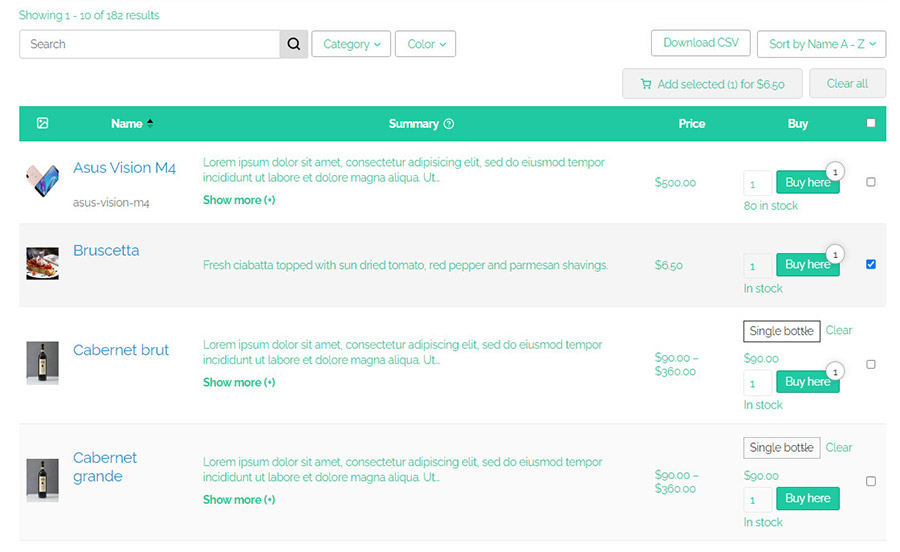 Showing 1 - 10 of 182 results
Search
Category
Color
Download CSV
Sort by Name A - Z
Add selected (1) for $6.50
Clear all
Name
Summary
Price
Buy
Asus Vision M4
asus-vision-m4
Lorem ipsum dolor sit amet, consectetur adipisicing elit, sed do eiusmod tempor
incididunt ut labore et dolore magna aliqua. Ut...
Show more (+)
$500.00
1
Buy here
1
80 in stock
Bruscetta
Fresh ciabatta topped with sun dried tomato, red pepper and parmesan shavings.
$6.50
1
Buy here
1
In stock
Cabernet brut
Lorem ipsum dolor sit amet, consectetur adipisicing elit, sed do eiusmod tempor
incididunt ut labore et dolore magna aliqua. Ut...
Show more (+)
$90.00 –
$360.00
Single bottle
Clear
$90.00
1
Buy here
1
In stock
Cabernet
grande
Lorem ipsum dolor sit amet, consectetur adipiscing elit, sed do eiusmod tempor
incididunt ut labore et dolore magna aliqua. Ut...
Show more (+)
$90.00 –
$360.00
Single bottle
Clear
$90.00
1
Buy here
In stock